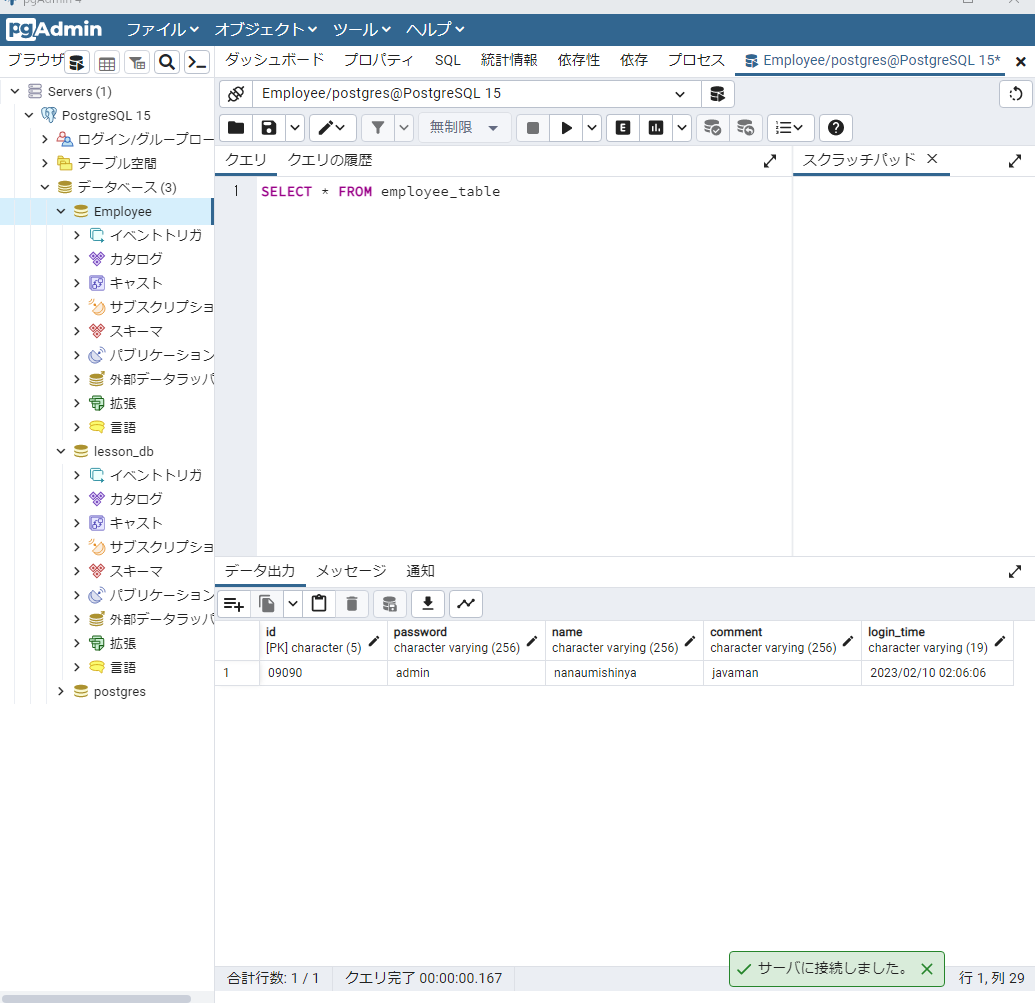 pgAdmin 4
pgAdmin ファイル オブジェクト ツール ヘルプ
ブラウザ ダッシュボード プロパティ SQL 統計情報 依存性 依存 プロセス Employee/postgres@PostgreSQL 15*
Servers (1)
PostgreSQL 15
ログイン/グループロー
テーブル空間
データベース (3)
Employee
イベントトリガ
カタログ
キャスト
サブスクリプショ
スキーマ
パブリケーション
外部データラッパ
拡張
言語
lesson_db
イベントトリガ
カタログ
キャスト
サブスクリプショ
スキーマ
パブリケーション
外部データラッパ
拡張
言語
postgres
Employee/postgres@PostgreSQL 15
無制限 E
クエリ クエリの履歴 スクラッチパッド
1 SELECT * FROM employee_table
データ出力 メッセージ 通知
id password name comment login_time
[PK] character (5) character varying (256) character varying (256) character varying (256) character varying (19)
1 09090 admin nanaumishinya javaman 2023/02/10 02:06:06
サーバに接続しました。
合計行数: 1 / 1 クエリ完了 00:00:00.167 行 1, 列 29